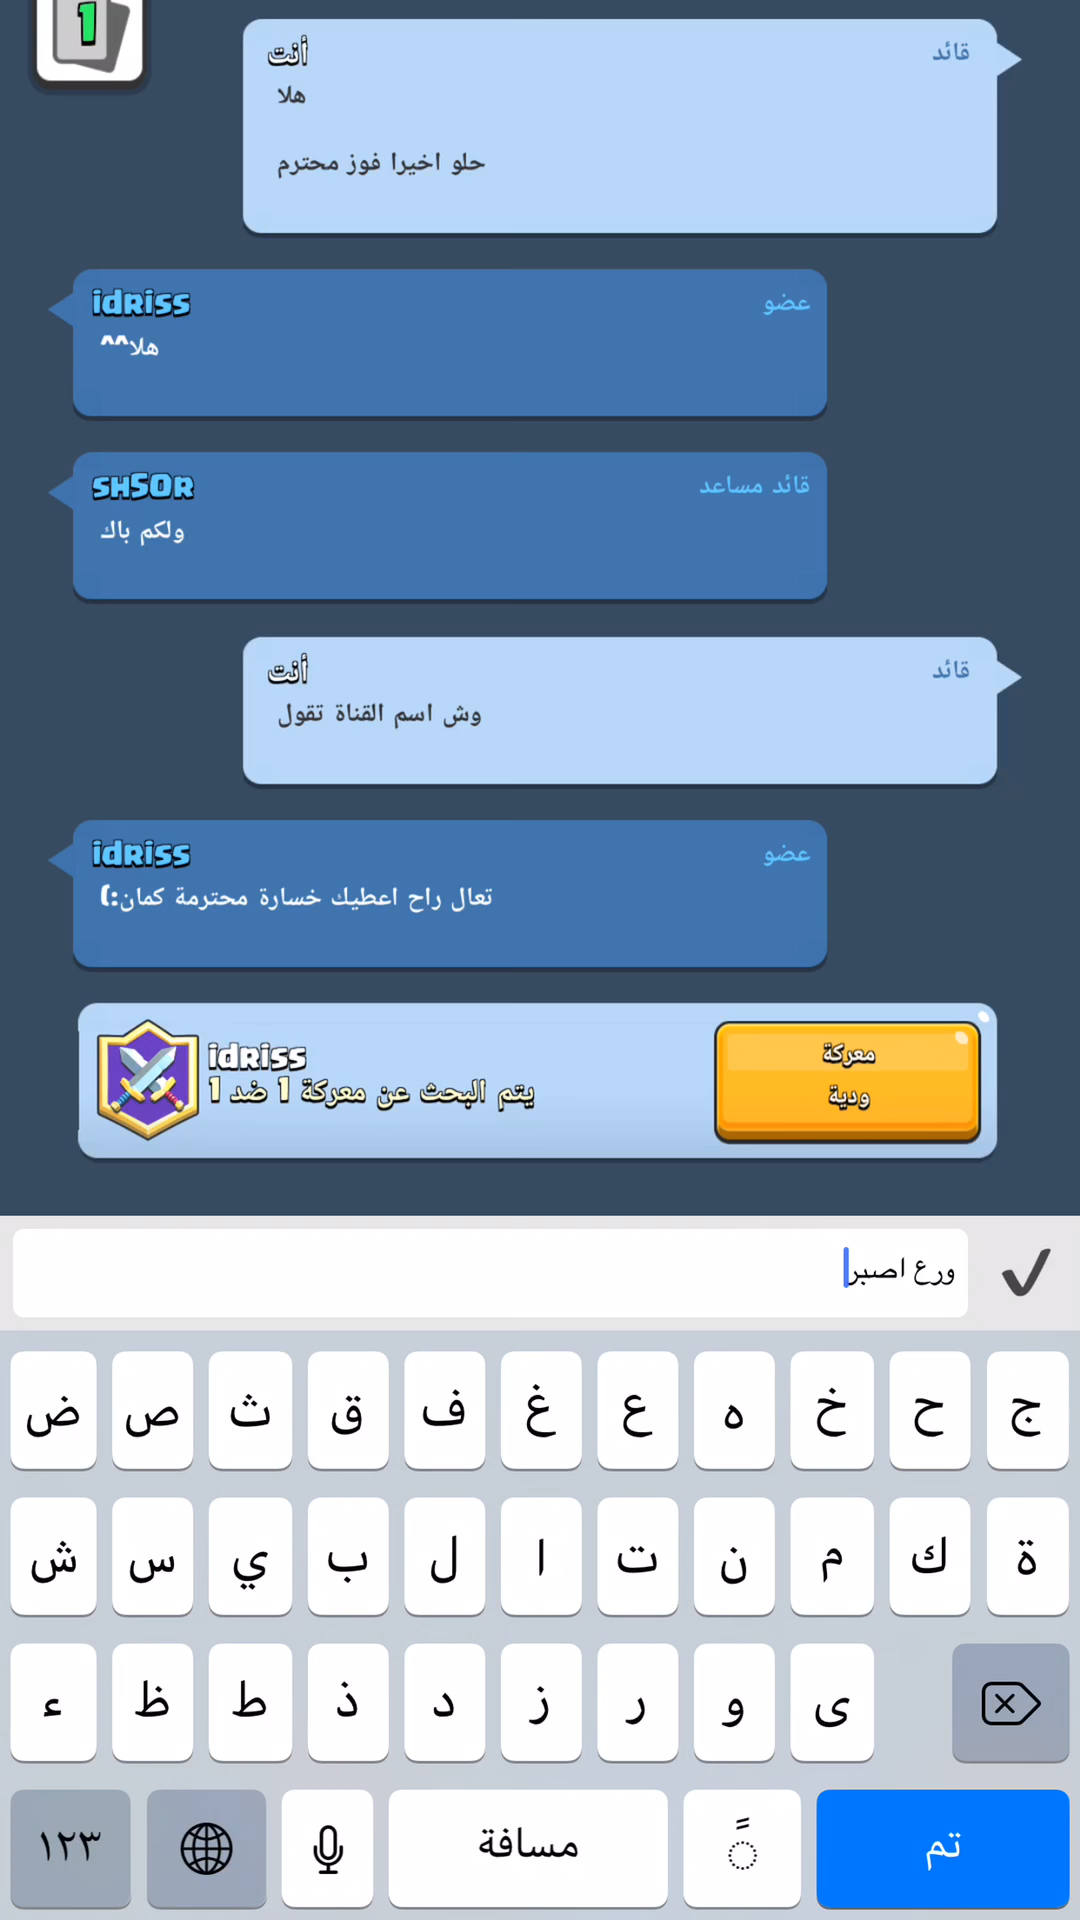 1
أنت
قائد
هلا
حلو اخيرا فوز محترم
idriss
عضو
هلا^^
SH5OR
قائد مساعد
ولكم باك
أنت
قائد
وش اسم القناة تقول
idriss
عضو
تعال راح اعطيك خسارة محترمة كمان:)
idriss
يتم البحث عن معركة 1 ضد 1
معركة
ودية
ورع اصبر
ض ص ث ق ف غ ع ه خ ح ج
ش س ي ب ل ا ت ن م ك ة
ء ظ ط ذ د ز ر و ى
١٢٣
مسافة
تم